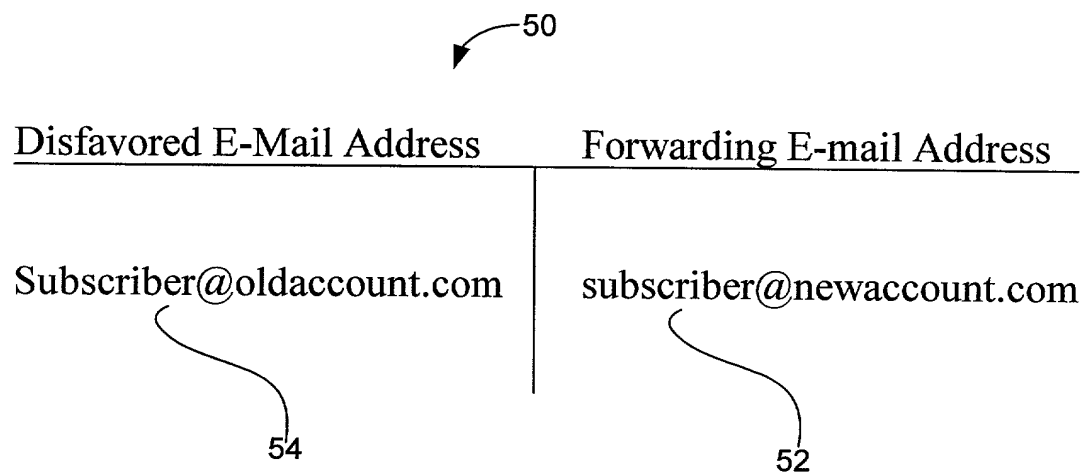 50
Disfavored E-Mail Address Forwarding E-mail Address
Subscriber@oldaccount.com subscriber@newaccount.com
54 52